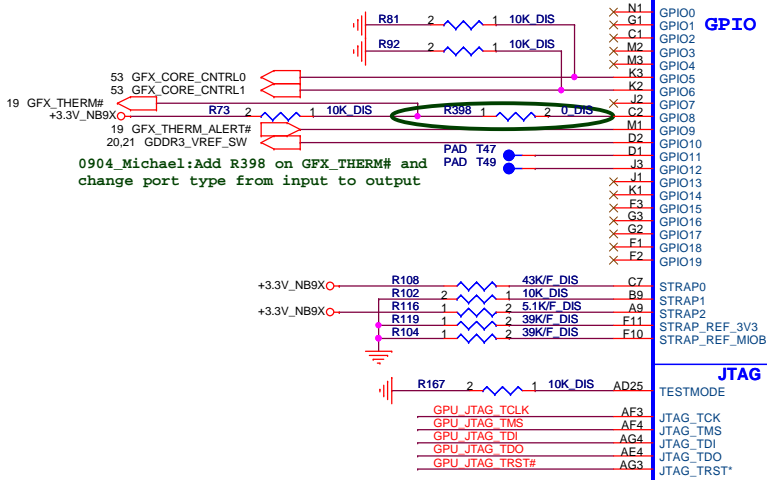 N1 GPIO0
R81 2 1 10K_DIS G1 GPIO1
GPIO
C1 GPIO2
R92 2 1 10K_DIS M2 GPIO3
M3 GPIO4
53 GFX_CORE_CNTRL0 K3 GPIO5
53 GFX_CORE_CNTRL1 K2 GPIO6
19 GFX_THERM# J2 GPIO7
+3.3V_NB9X R73 2 1 10K_DIS R398 1 2 0_DIS C2 GPIO8
19 GFX_THERM_ALERT# M1 GPIO9
20,21 GDDR3_VREF_SW D2 GPIO10
PAD T47 D1 GPIO11
PAD T49 J3 GPIO12
0904_Michael:Add R398 on GFX_THERM# and
change port type from input to output
J1 GPIO13
K1 GPIO14
F3 GPIO15
G3 GPIO16
G2 GPIO17
F1 GPIO18
F2 GPIO19
+3.3V_NB9X R108 1 2 43K/F_DIS C7 STRAP0
R102 2 1 10K_DIS B9 STRAP1
+3.3V_NB9X R116 1 2 5.1K/F_DIS A9 STRAP2
R119 1 2 39K/F_DIS F11 STRAP_REF_3V3
R104 1 2 39K/F_DIS F10 STRAP_REF_MIOB
JTAG
R167 2 1 10K_DIS AD25 TESTMODE
GPU_JTAG_TCLK AF3 JTAG_TCK
GPU_JTAG_TMS AF4 JTAG_TMS
GPU_JTAG_TDI AG4 JTAG_TDI
GPU_JTAG_TDO AE4 JTAG_TDO
GPU_JTAG_TRST# AG3 JTAG_TRST*